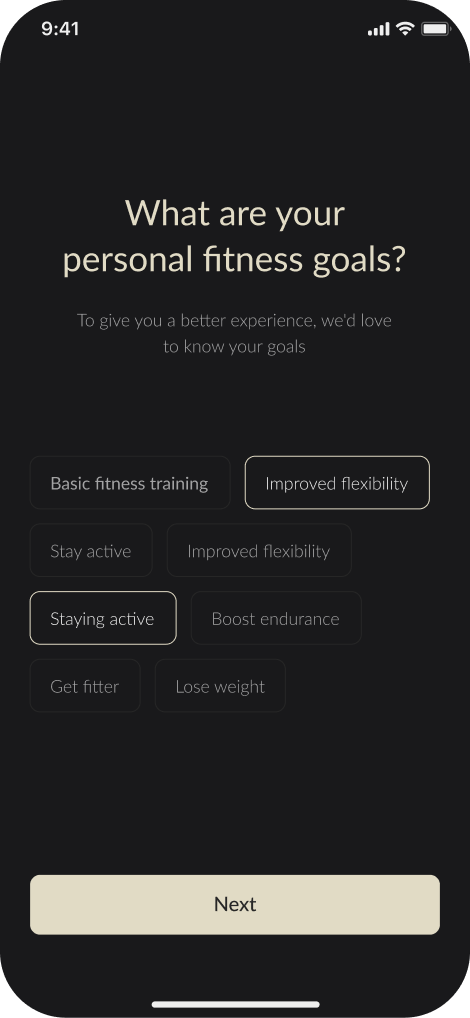 9:41
What are your
personal fitness goals?
To give you a better experience, we'd love
to know your goals
Basic fitness training
Improved flexibility
Stay active
Improved flexibility
Staying active
Boost endurance
Get fitter
Lose weight
Next